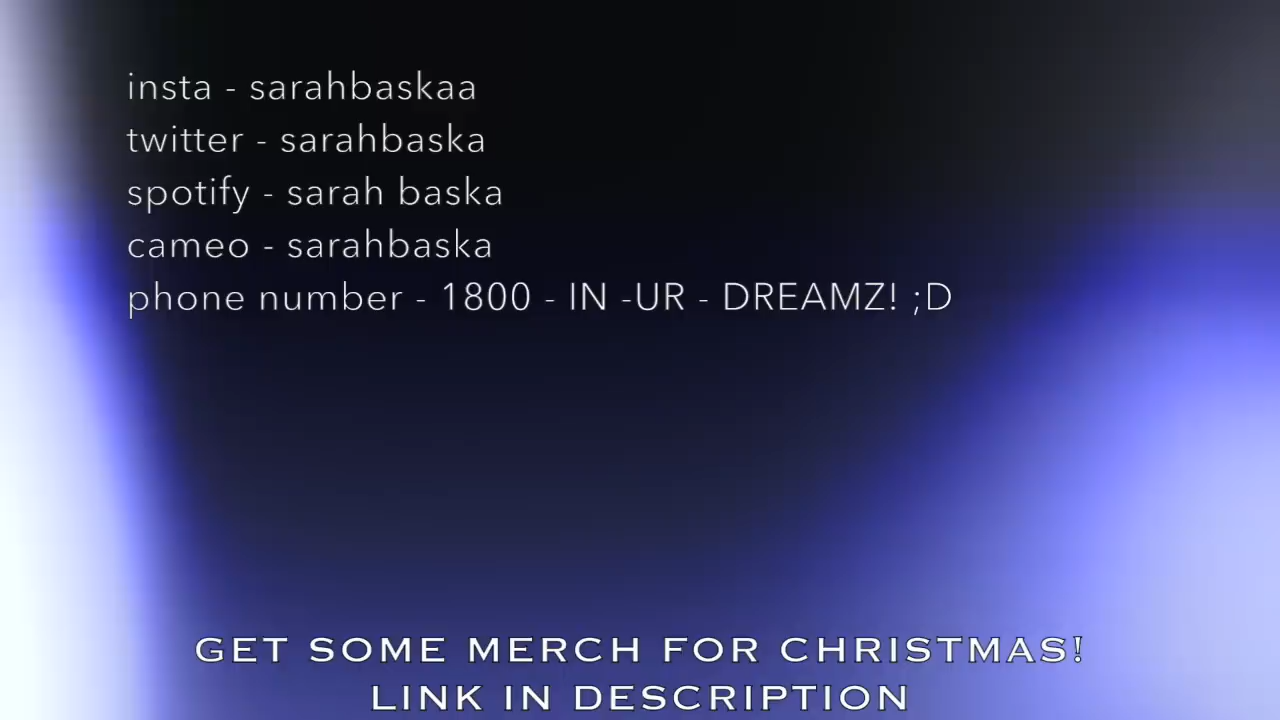 insta - sarahbaskaa
twitter - sarahbaska
spotify - sarah baska
cameo - sarahbaska
phone number - 1800 - IN -UR - DREAMZ! ;D
GET SOME MERCH FOR CHRISTMAS!
LINK IN DESCRIPTION